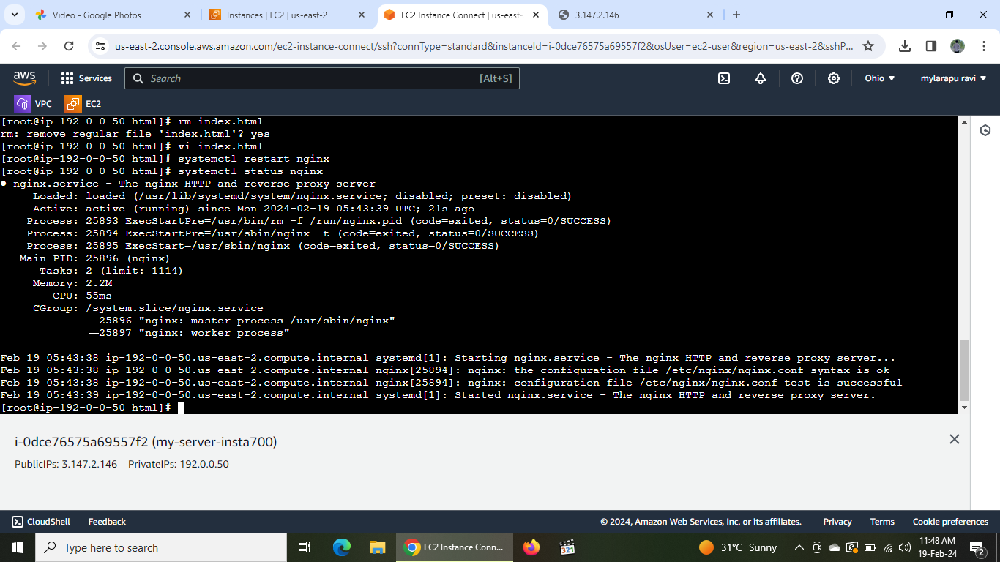 Video - Google Photos
Instances | EC2 | us-east-2
EC2 Instance Connect | us-east-
3.147.2.146
us-east-2.console.aws.amazon.com/ec2-instance-connect/ssh?connType=standard&instanceId=i-0dce76575a69557f2&osUser=ec2-user&region=us-east-2&sshP...
aws
Services
Search
[Alt+S]
Ohio
mylarapu ravi
VPC
EC2
[root@ip-192-0-0-50 html]# rm index.html
rm: remove regular file 'index.html'? yes
[root@ip-192-0-0-50 html]# vi index.html
[root@ip-192-0-0-50 html]# systemctl restart nginx
[root@ip-192-0-0-50 html]# systemctl status nginx
● nginx.service - The nginx HTTP and reverse proxy server
Loaded: loaded (/usr/lib/systemd/system/nginx.service; disabled; preset: disabled)
Active: active (running) since Mon 2024-02-19 05:43:39 UTC; 21s ago
Process: 25893 ExecStartPre=/usr/bin/rm -f /run/nginx.pid (code=exited, status=0/SUCCESS)
Process: 25894 ExecStartPre=/usr/sbin/nginx -t (code=exited, status=0/SUCCESS)
Process: 25895 ExecStart=/usr/sbin/nginx (code=exited, status=0/SUCCESS)
Main PID: 25896 (nginx)
Tasks: 2 (limit: 1114)
Memory: 2.2M
CPU: 55ms
CGroup: /system.slice/nginx.service
├─25896 "nginx: master process /usr/sbin/nginx"
└─25897 "nginx: worker process"
Feb 19 05:43:38 ip-192-0-0-50.us-east-2.compute.internal systemd[1]: Starting nginx.service - The nginx HTTP and reverse proxy server...
Feb 19 05:43:38 ip-192-0-0-50.us-east-2.compute.internal nginx[25894]: nginx: the configuration file /etc/nginx/nginx.conf syntax is ok
Feb 19 05:43:38 ip-192-0-0-50.us-east-2.compute.internal nginx[25894]: nginx: configuration file /etc/nginx/nginx.conf test is successful
Feb 19 05:43:39 ip-192-0-0-50.us-east-2.compute.internal systemd[1]: Started nginx.service - The nginx HTTP and reverse proxy server.
[root@ip-192-0-0-50 html]#
i-0dce76575a69557f2 (my-server-insta700)
PublicIPs: 3.147.2.146 PrivateIPs: 192.0.0.50
CloudShell
Feedback
© 2024, Amazon Web Services, Inc. or its affiliates.
Privacy
Terms
Cookie preferences
Type here to search
EC2 Instance Conn...
321
31°C Sunny
11:48 AM
19-Feb-24
2